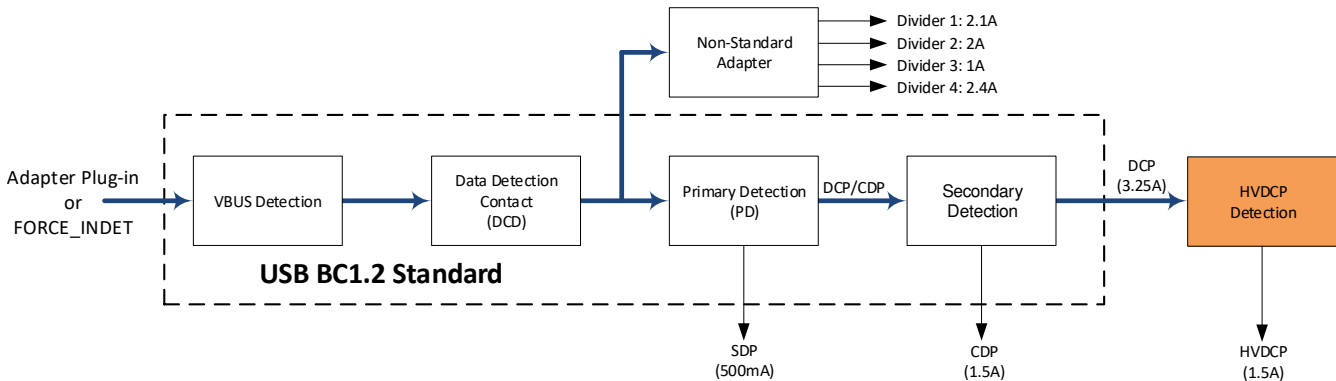 Non-Standard
Adapter
Divider 1: 2.1A
Divider 2: 2A
Divider 3: 1A
Divider 4: 2.4A
Adapter Plug-in
or
FORCE_INDET
VBUS Detection
Data Detection
Contact
(DCD)
Primary Detection
(PD)
DCP/CDP
Secondary
Detection
DCP
(3.25A)
HVDCP
Detection
USB BC1.2 Standard
SDP
(500mA)
CDP
(1.5A)
HVDCP
(1.5A)